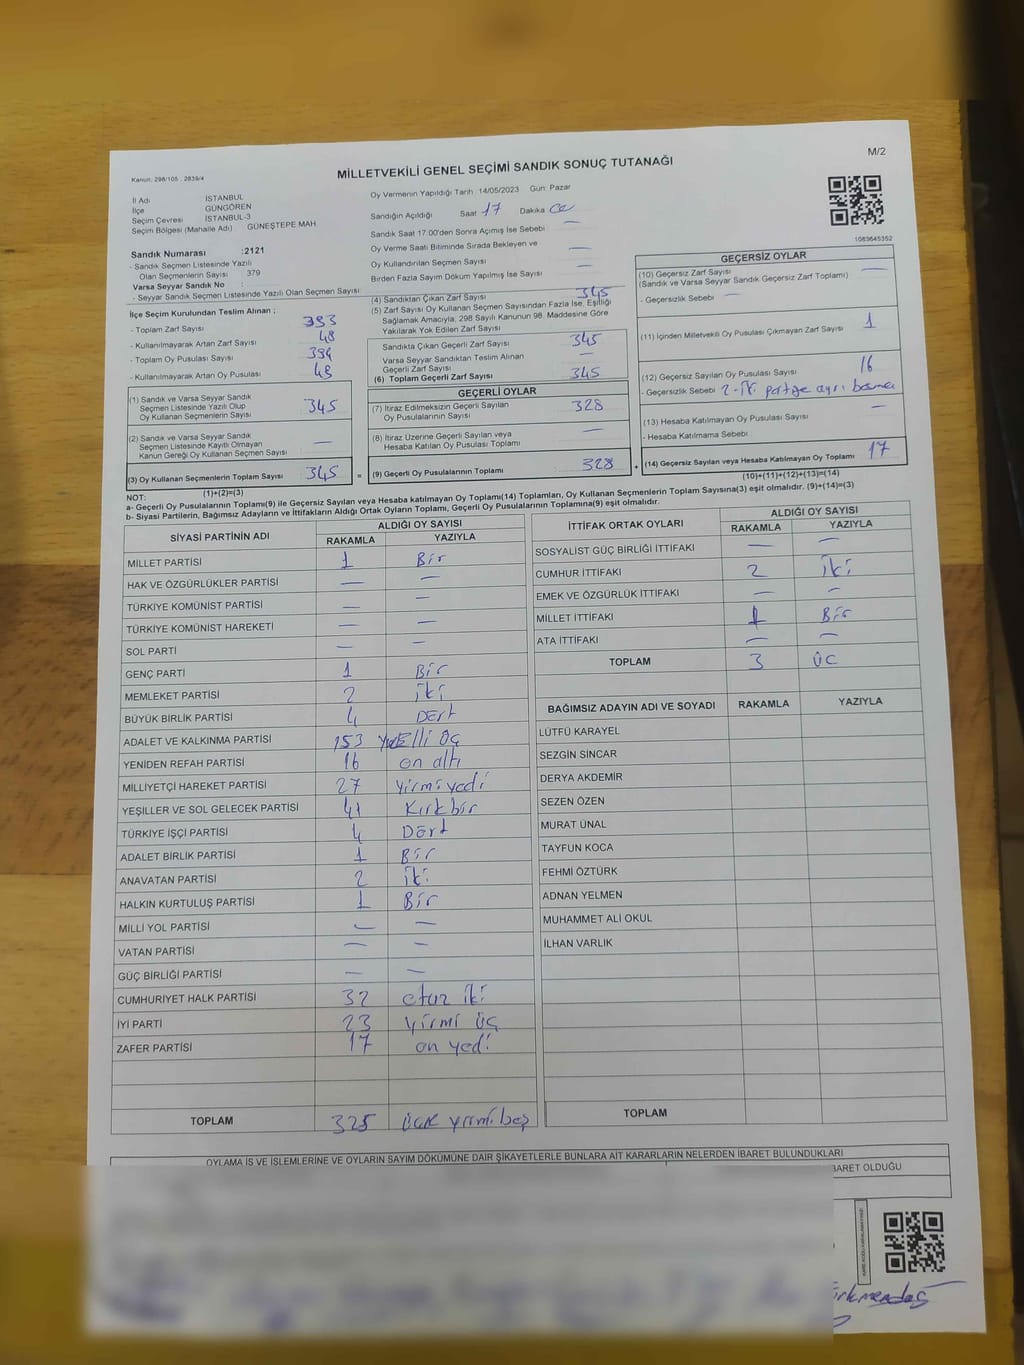 M/2
MİLLETVEKİLİ GENEL SEÇİMİ SANDIK SONUÇ TUTANAĞI
Kanun: 298/105 , 2839/4
İl Adı İSTANBUL
İlçe GÜNGÖREN
Seçim Çevresi İSTANBUL-3
Seçim Bölgesi (Mahalle Adı) GÜNEŞTEPE MAH
Sandık Numarası :2121
- Sandık Seçmen Listesinde Yazılı
Olan Seçmenlerin Sayısı 379
Varsa Seyyar Sandık No :
- Seyyar Sandık Seçmen Listesinde Yazılı Olan Seçmen Sayısı:
İlçe Seçim Kurulundan Teslim Alınan ;
- Toplam Zarf Sayısı 393
- Kullanılmayarak Artan Zarf Sayısı 48
- Toplam Oy Pusulası Sayısı 394
- Kullanılmayarak Artan Oy Pusulası 48
(1) Sandık ve Varsa Seyyar Sandık
Seçmen Listesinde Yazılı Olup
Oy Kullanan Seçmenlerin Sayısı 345
(2) Sandık ve Varsa Seyyar Sandık
Seçmen Listesinde Kayıtlı Olmayan
Kanun Gereği Oy Kullanan Seçmen Sayısı —
(3) Oy Kullanan Seçmenlerin Toplam Sayısı 345
(1)+(2)=(3)
Oy Vermenin Yapıldığı Tarih 14/05/2023 Gün: Pazar
Sandığın Açıldığı Saat 17 Dakika
Sandık Saat 17:00'den Sonra Açılmış İse Sebebi —
Oy Verme Saati Bitiminde Sırada Bekleyen ve
Oy Kullandırılan Seçmen Sayısı —
Birden Fazla Sayım Döküm Yapılmış İse Sayısı —
(4) Sandıktan Çıkan Zarf Sayısı 345
(5) Zarf Sayısı Oy Kullanan Seçmen Sayısından Fazla İse, Eşitliği
Sağlamak Amacıyla, 298 Sayılı Kanunun 98. Maddesine Göre
Yakılarak Yok Edilen Zarf Sayısı
Sandıkta Çıkan Geçerli Zarf Sayısı 345
Varsa Seyyar Sandıktan Teslim Alınan
Geçerli Zarf Sayısı —
(6) Toplam Geçerli Zarf Sayısı 345
GEÇERLİ OYLAR
(7) İtiraz Edilmeksizin Geçerli Sayılan
Oy Pusulalarının Sayısı 328
(8) İtiraz Üzerine Geçerli Sayılan veya
Hesaba Katılan Oy Pusulası Toplamı —
= (9) Geçerli Oy Pusulalarının Toplamı 328 +
1083645352
GEÇERSİZ OYLAR
(10) Geçersiz Zarf Sayısı —
(Sandık ve Varsa Seyyar Sandık Geçersiz Zarf Toplamı)
- Geçersizlik Sebebi —
(11) İçinden Milletvekili Oy Pusulası Çıkmayan Zarf Sayısı 1
(12) Geçersiz Sayılan Oy Pusulası Sayısı 16
- Geçersizlik Sebebi 2-İki partiye ayrı basma
(13) Hesaba Katılmayan Oy Pusulası Sayısı —
- Hesaba Katılmama Sebebi
(14) Geçersiz Sayılan veya Hesaba Katılmayan Oy Toplamı 17
(10)+(11)+(12)+(13)=(14)
NOT:
a- Geçerli Oy Pusulalarının Toplamı(9) ile Geçersiz Sayılan veya Hesaba katılmayan Oy Toplamı(14) Toplamları, Oy Kullanan Seçmenlerin Toplam Sayısına(3) eşit olmalıdır. (9)+(14)=(3)
b- Siyasi Partilerin, Bağımsız Adayların ve İttifakların Aldığı Ortak Oyların Toplamı, Geçerli Oy Pusulalarının Toplamına(9) eşit olmalıdır.
SİYASİ PARTİNİN ADI ALDIĞI OY SAYISI
RAKAMLA YAZIYLA
MİLLET PARTİSİ 1 Bir
HAK VE ÖZGÜRLÜKLER PARTİSİ — —
TÜRKİYE KOMÜNİST PARTİSİ — —
TÜRKİYE KOMÜNİST HAREKETİ — —
SOL PARTİ — —
GENÇ PARTİ 1 Bir
MEMLEKET PARTİSİ 2 iki
BÜYÜK BİRLİK PARTİSİ 4 Dört
ADALET VE KALKINMA PARTİSİ 153 yüzElli üç
YENİDEN REFAH PARTİSİ 16 on altı
MİLLİYETÇİ HAREKET PARTİSİ 27 Yirmi yedi
YEŞİLLER VE SOL GELECEK PARTİSİ 41 Kırk bir
TÜRKİYE İŞÇİ PARTİSİ 4 Dört
ADALET BİRLİK PARTİSİ 1 Bir
ANAVATAN PARTİSİ 2 iki
HALKIN KURTULUŞ PARTİSİ 1 Bir
MİLLİ YOL PARTİSİ — —
VATAN PARTİSİ — —
GÜÇ BİRLİĞİ PARTİSİ — —
CUMHURİYET HALK PARTİSİ 32 otuz iki
İYİ PARTİ 23 yirmi üç
ZAFER PARTİSİ 17 on yedi
TOPLAM 325 yirmi beş
İTTİFAK ORTAK OYLARI ALDIĞI OY SAYISI
RAKAMLA YAZIYLA
SOSYALİST GÜÇ BİRLİĞİ İTTİFAKI — —
CUMHUR İTTİFAKI 2 iki
EMEK VE ÖZGÜRLÜK İTTİFAKI — —
MİLLET İTTİFAKI 1 Bir
ATA İTTİFAKI — —
TOPLAM 3 üc
BAĞIMSIZ ADAYIN ADI VE SOYADI RAKAMLA YAZIYLA
LÜTFÜ KARAYEL
SEZGİN SİNCAR
DERYA AKDEMİR
SEZEN ÖZEN
MURAT ÜNAL
TAYFUN KOCA
FEHMİ ÖZTÜRK
ADNAN YELMEN
MUHAMMET ALİ OKUL
İLHAN VARLIK
TOPLAM
OYLAMA İŞ VE İŞLEMLERİNE VE OYLARIN SAYIM DÖKÜMÜNE DAİR ŞİKAYETLERLE BUNLARA AİT KARARLARIN NELERDEN İBARET BULUNDUKLARI
BARET OLDUĞU